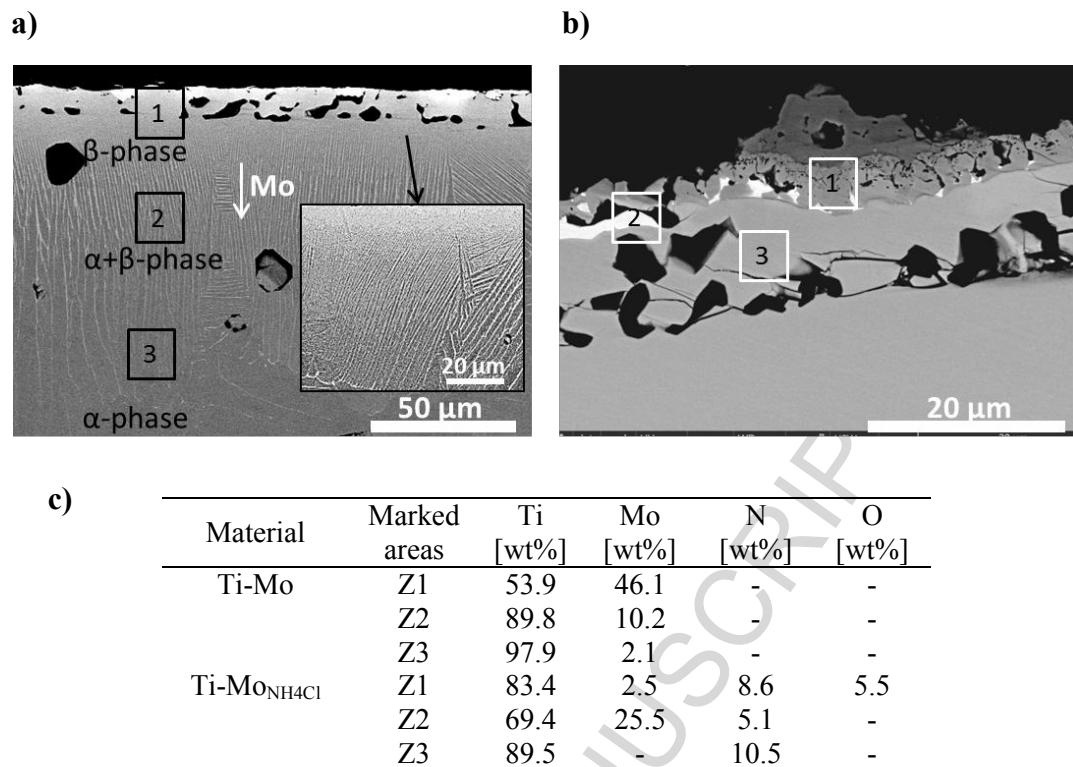 a)
b)
1
β-phase
2
Mo
α+β-phase
3
α-phase
20 µm
50 µm
1
2
3
20 µm
c)
Material Marked areas Ti [wt%] Mo [wt%] N [wt%] O [wt%]
Ti-Mo Z1 53.9 46.1 - -
Z2 89.8 10.2 - -
Z3 97.9 2.1 - -
Ti-MoNH4Cl Z1 83.4 2.5 8.6 5.5
Z2 69.4 25.5 5.1 -
Z3 89.5 - 10.5 -
NUSCRIP